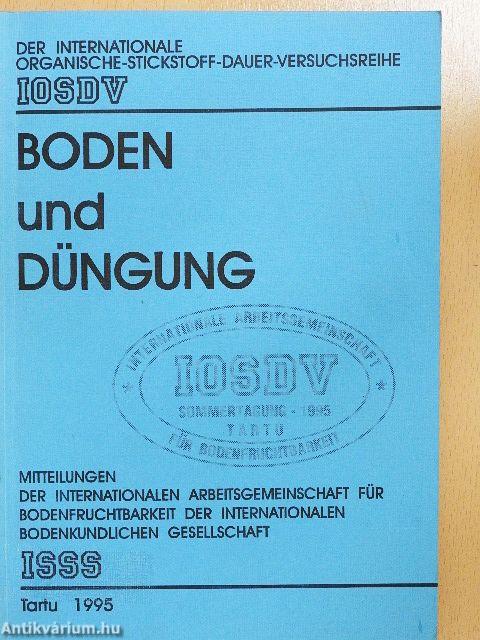 DER INTERNATIONALE
ORGANISCHE-STICKSTOFF-DAUER-VERSUCHSREIHE
IOSDV
BODEN
und
DÜNGUNG
* INTERNATIONALE ARBEITSGEMEINSCHAFT *
IOSDV
SOMMERTAGUNG - 1995
TARTU
FÜR BODENFRUCHTBARKEIT
MITTEILUNGEN
DER INTERNATIONALEN ARBEITSGEMEINSCHAFT FÜR
BODENFRUCHTBARKEIT DER INTERNATIONALEN
BODENKUNDLICHEN GESELLSCHAFT
ISSS
Tartu 1995
Antikvárium.hu